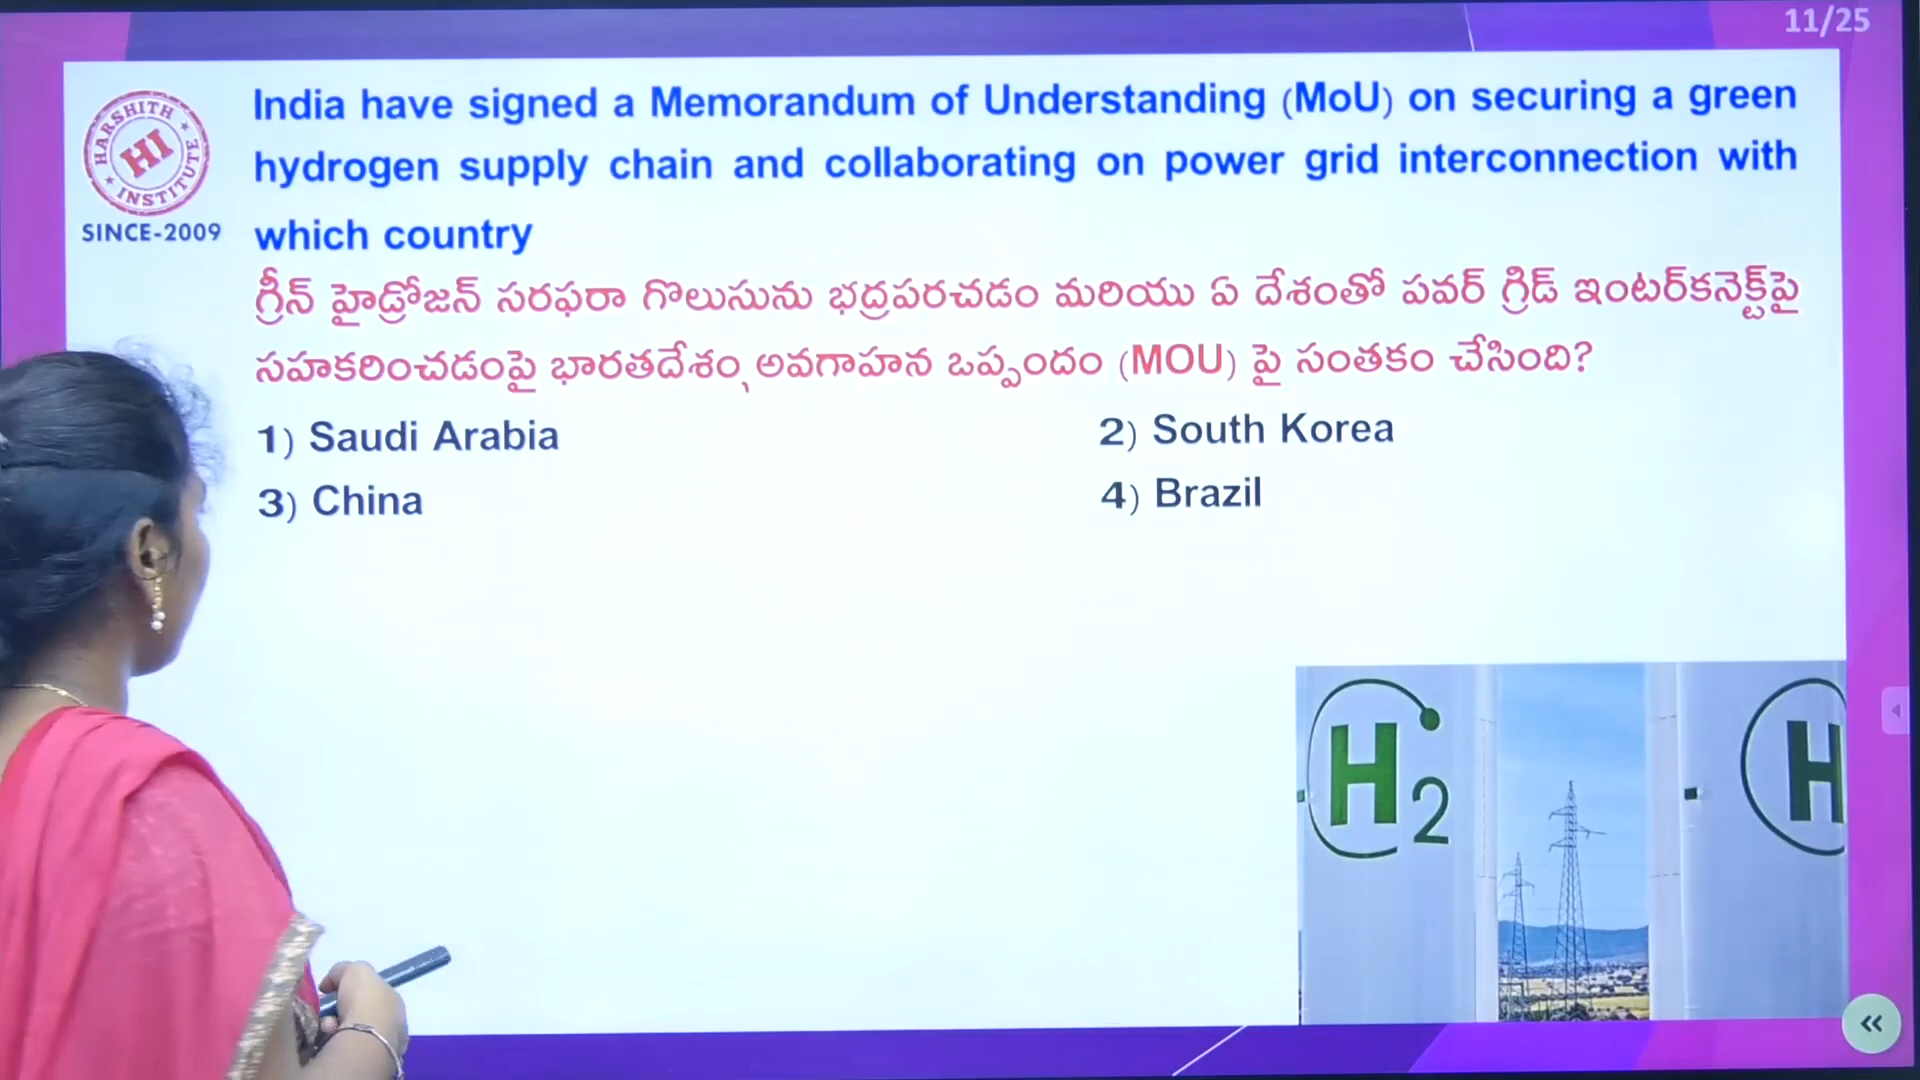 11/25
HARSHITH
HI
INSTITUTE
SINCE-2009
India have signed a Memorandum of Understanding (MoU) on securing a green
hydrogen supply chain and collaborating on power grid interconnection with
which country
గ్రీన్ హైడ్రోజన్ సరఫరా గొలుసును భద్రపరచడం మరియు ఏ దేశంతో పవర్ గ్రిడ్ ఇంటర్‌కనెక్ట్‌పై
సహకరించడంపై భారతదేశం అవగాహన ఒప్పందం (MOU) పై సంతకం చేసింది?
1) Saudi Arabia
2) South Korea
3) China
4) Brazil
H2
H